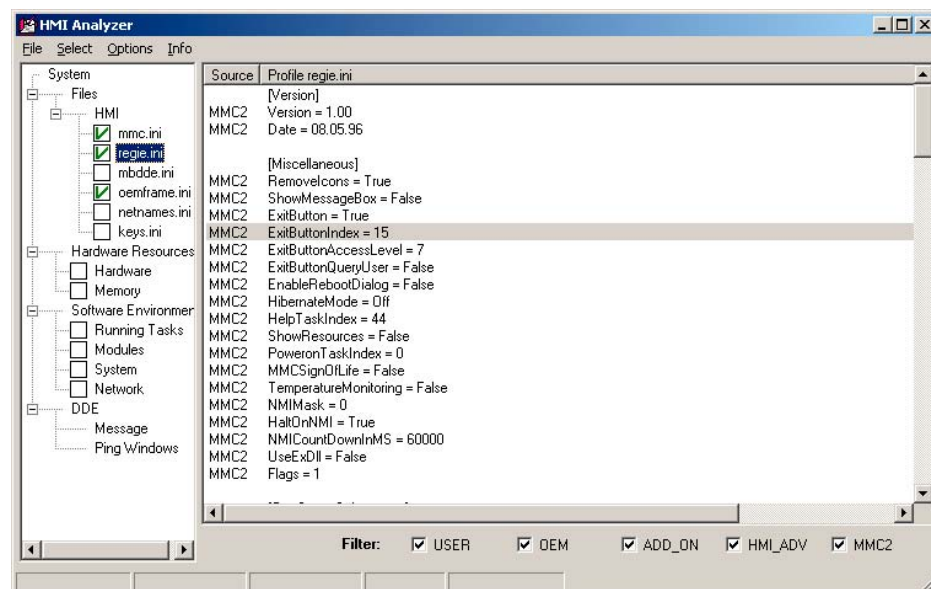 HMI Analyzer
File Select Options Info
System
Files
HMI
mmc.ini
regie.ini
mbdde.ini
oemframe.ini
netnames.ini
keys.ini
Hardware Resources
Hardware
Memory
Software Environmer
Running Tasks
Modules
System
Network
DDE
Message
Ping Windows
Source Profile regie.ini
[Version]
MMC2 Version = 1.00
MMC2 Date = 08.05.96
[Miscellaneous]
MMC2 RemoveIcons = True
MMC2 ShowMessageBox = False
MMC2 ExitButton = True
MMC2 ExitButtonIndex = 15
MMC2 ExitButtonAccessLevel = 7
MMC2 ExitButtonQueryUser = False
MMC2 EnableRebootDialog = False
MMC2 HibernateMode = Off
MMC2 HelpTaskIndex = 44
MMC2 ShowResources = False
MMC2 PoweronTaskIndex = 0
MMC2 MMCSignOfLife = False
MMC2 TemperatureMonitoring = False
MMC2 NMIMask = 0
MMC2 HaltOnNMI = True
MMC2 NMICountDownInMS = 60000
MMC2 UseExDll = False
MMC2 Flags = 1
Filter: USER OEM ADD_ON HMI_ADV MMC2